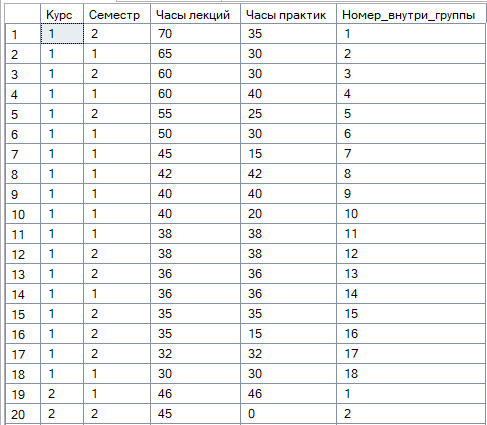 Курс Семестр Часы лекций Часы практик Номер_внутри_группы
1 1 2 70 35 1
2 1 1 65 30 2
3 1 2 60 30 3
4 1 1 60 40 4
5 1 2 55 25 5
6 1 1 50 30 6
7 1 1 45 15 7
8 1 1 42 42 8
9 1 1 40 40 9
10 1 1 40 20 10
11 1 1 38 38 11
12 1 2 38 38 12
13 1 2 36 36 13
14 1 1 36 36 14
15 1 2 35 35 15
16 1 2 35 15 16
17 1 2 32 32 17
18 1 1 30 30 18
19 2 1 46 46 1
20 2 2 45 0 2